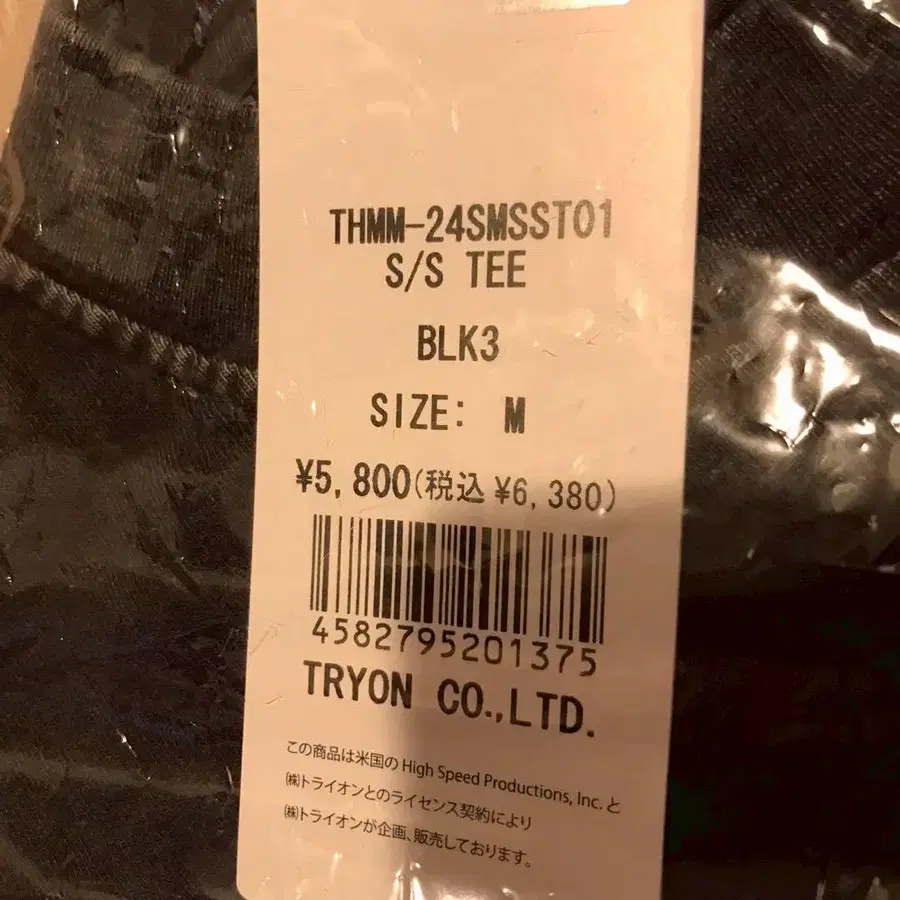 THMM-24SMSST01
S/S TEE
BLK3
SIZE: M
¥5,800(税込 ¥6,380)
4582795201375
TRYON CO.,LTD.
この商品は米国の High Speed Productions, Inc. と
㈱トライオンとのライセンス契約により
㈱トライオンが企画、販売しております。